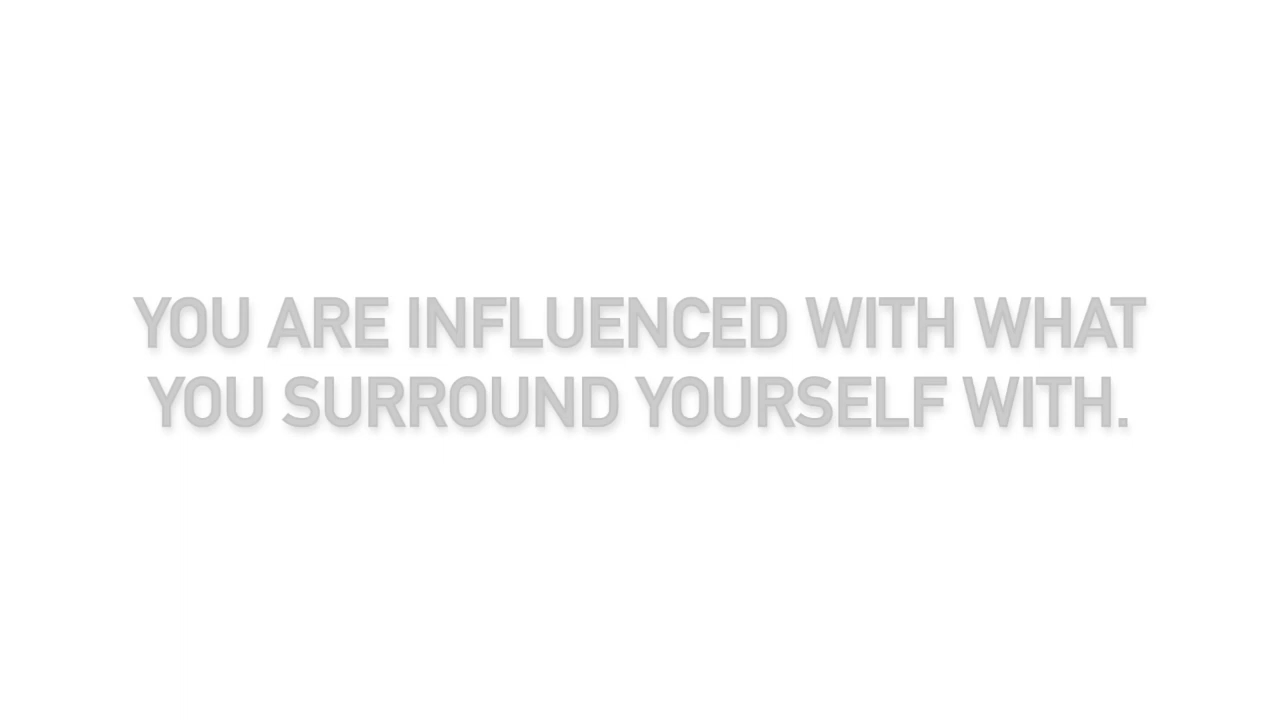 YOU ARE INFLUENCED WITH WHAT
YOU SURROUND YOURSELF WITH.